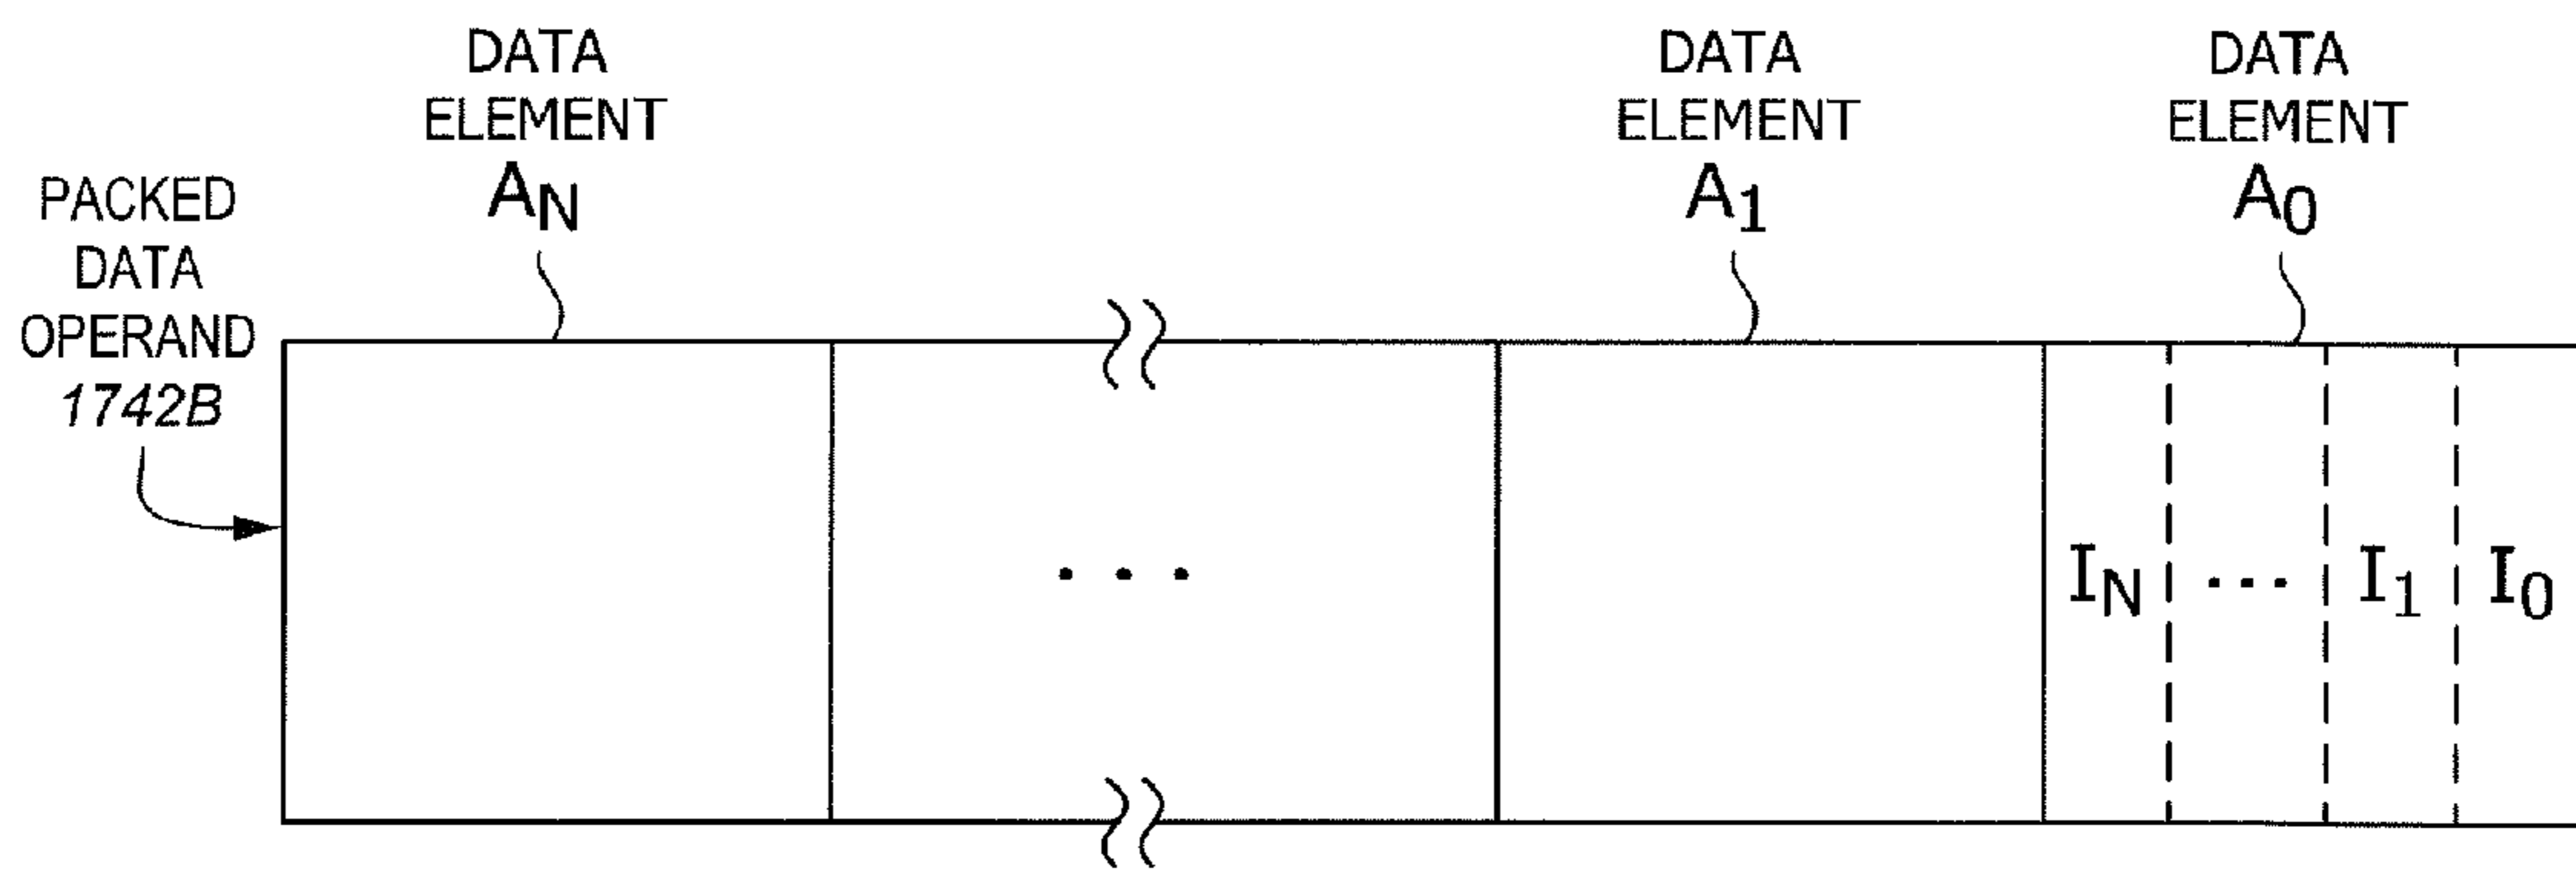 DATA
ELEMENT
A_N
DATA
ELEMENT
A_1
DATA
ELEMENT
A_0
PACKED
DATA
OPERAND
1742B
...
I_N
...
I_1
I_0